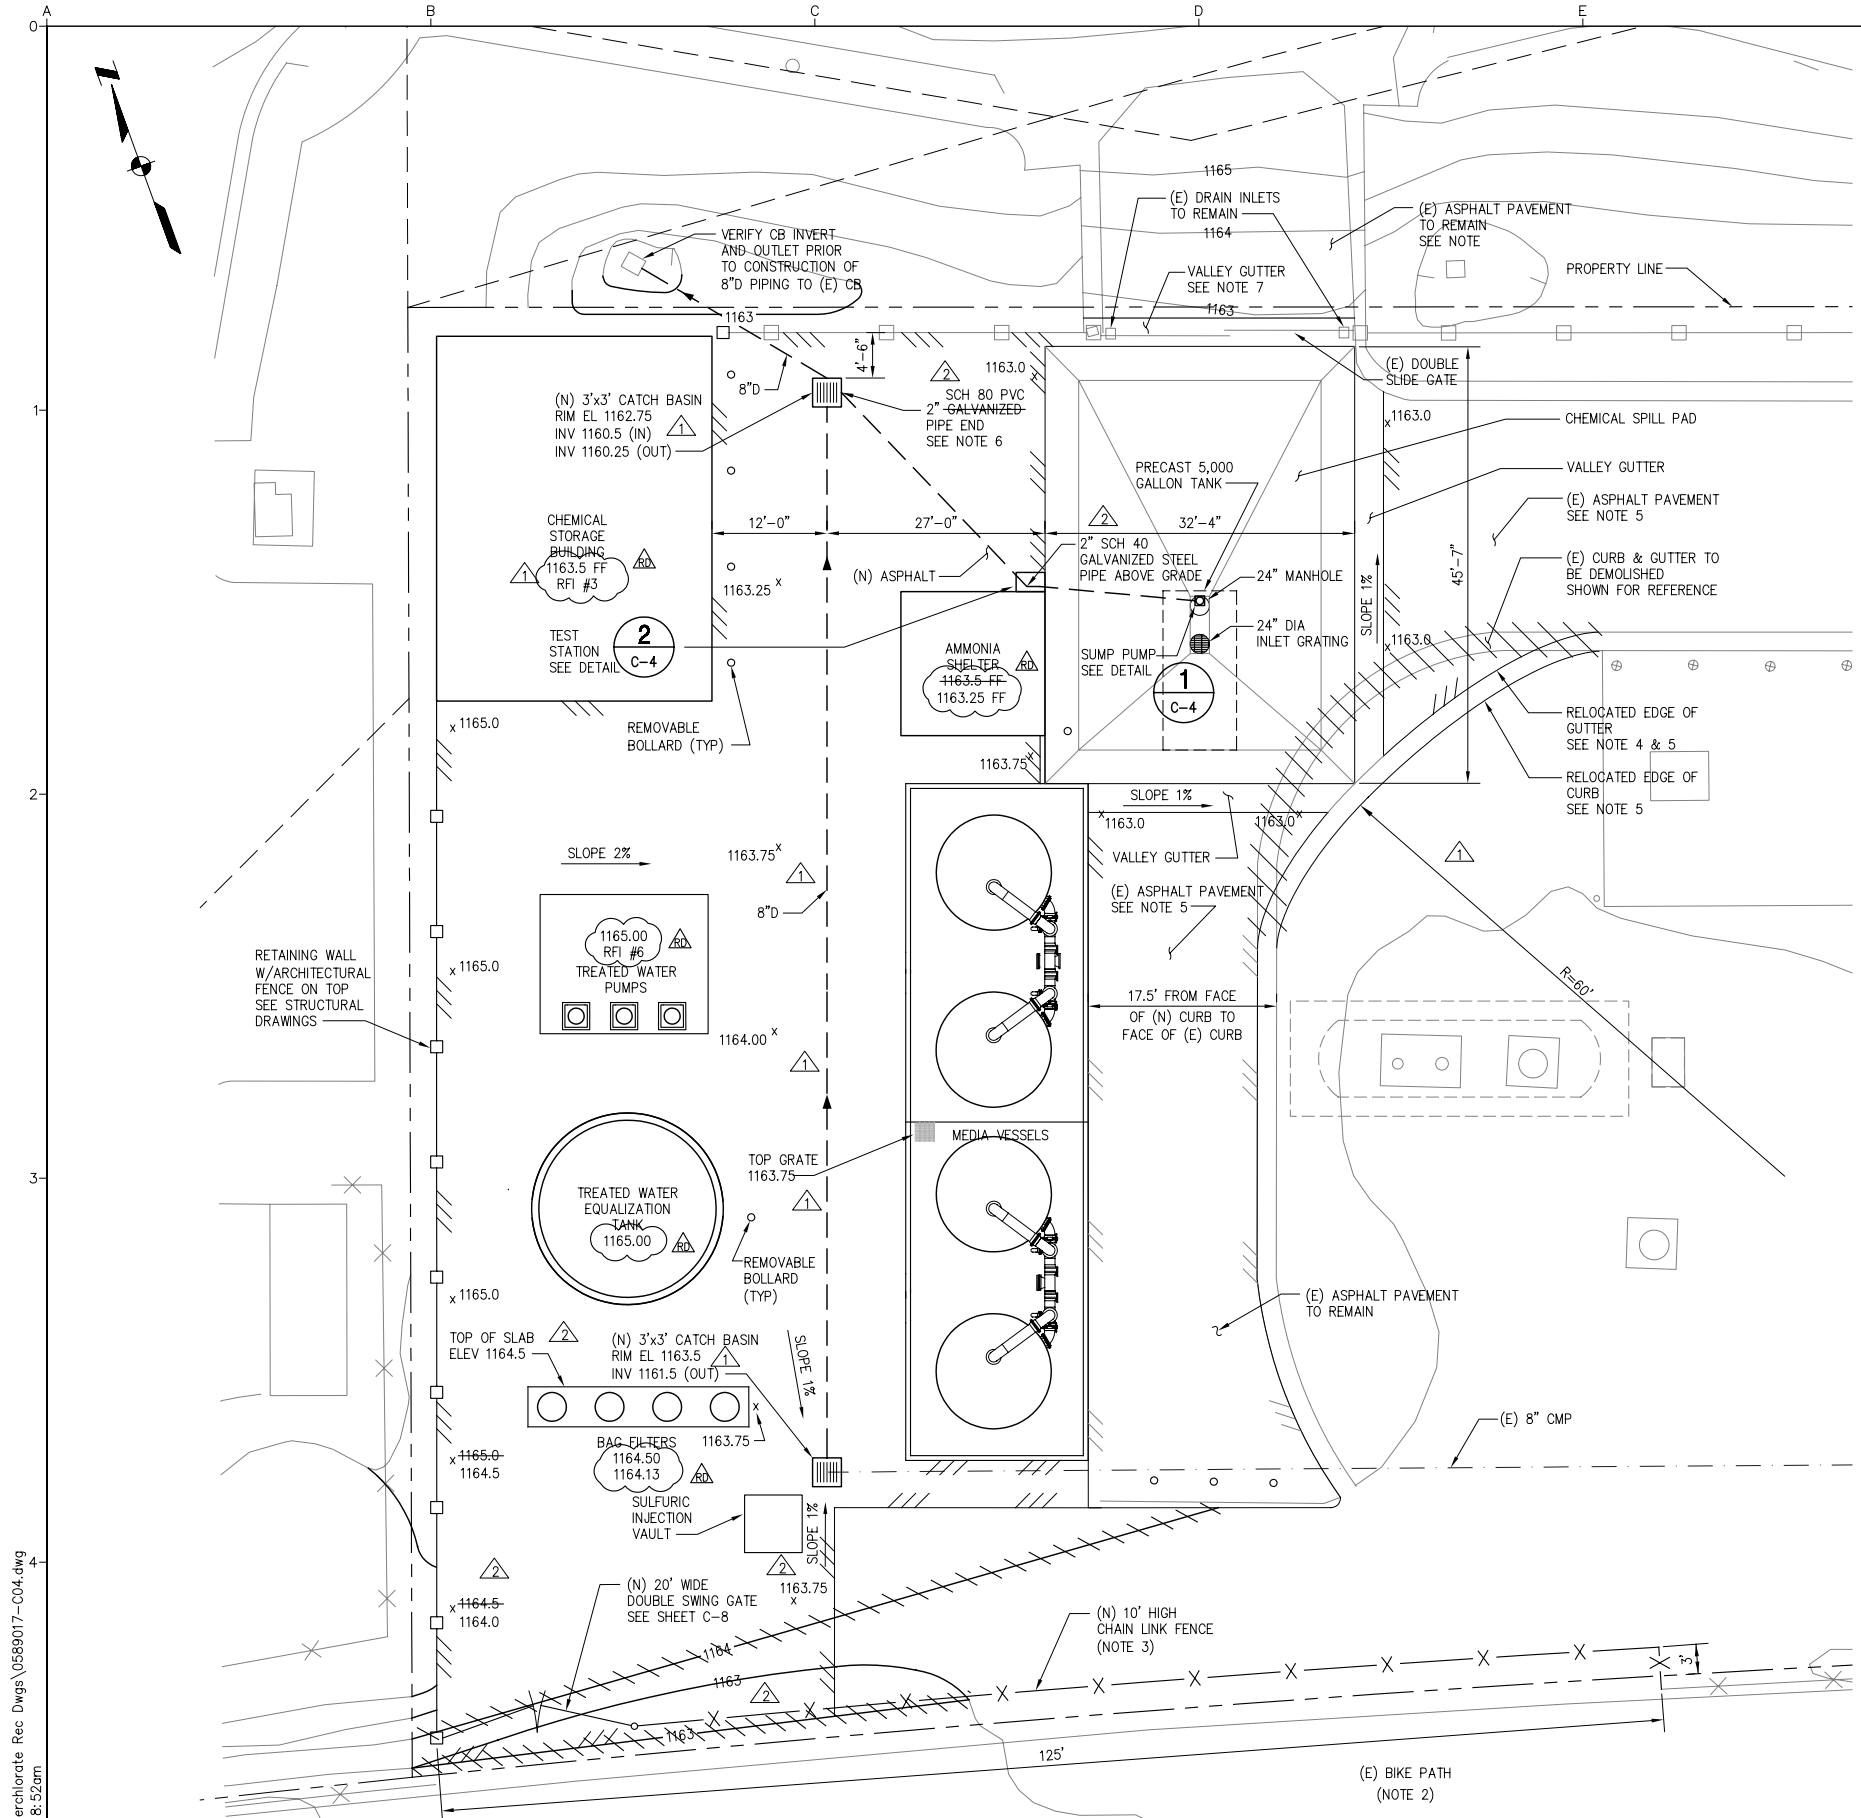 A
B
C
D
E
0
1
2
3
4
Z
1165
(E) DRAIN INLETS
TO REMAIN
1164
(E) ASPHALT PAVEMENT
TO REMAIN
SEE NOTE
VERIFY CB INVERT
AND OUTLET PRIOR
TO CONSTRUCTION OF
8"D PIPING TO (E) CB
VALLEY GUTTER
SEE NOTE 7
PROPERTY LINE
1163
1163
4'-6"
8"D
2
1163.0
SCH 80 PVC
2" GALVANIZED
PIPE END
SEE NOTE 6
(E) DOUBLE
SLIDE GATE
(N) 3'x3' CATCH BASIN
RIM EL 1162.75
INV 1160.5 (IN)
INV 1160.25 (OUT)
1
x1163.0
CHEMICAL SPILL PAD
PRECAST 5,000
GALLON TANK
VALLEY GUTTER
(E) ASPHALT PAVEMENT
SEE NOTE 5
12'-0"
27'-0"
2
32'-4"
45'-7"
CHEMICAL
STORAGE
BUILDING
1163.5 FF
RFI #3
1
RD
2" SCH 40
GALVANIZED STEEL
PIPE ABOVE GRADE
(E) CURB & GUTTER TO
BE DEMOLISHED
SHOWN FOR REFERENCE
(N) ASPHALT
24" MANHOLE
1163.25 x
SLOPE 1%
24" DIA
INLET GRATING
TEST
STATION
SEE DETAIL
2
C-4
x1163.0
AMMONIA
SHELTER
1163.5 FF
1163.25 FF
RD
SUMP PUMP
SEE DETAIL
1
C-4
x1165.0
REMOVABLE
BOLLARD (TYP)
RELOCATED EDGE OF
GUTTER
SEE NOTE 4 & 5
1163.75x
RELOCATED EDGE OF
CURB
SEE NOTE 5
SLOPE 1%
x1163.0
1163.0x
SLOPE 2%
1163.75x
1
VALLEY GUTTER
1
8"D
(E) ASPHALT PAVEMENT
SEE NOTE 5
1165.00
RFI #6
RD
TREATED WATER
PUMPS
RETAINING WALL
W/ARCHITECTURAL
FENCE ON TOP
SEE STRUCTURAL
DRAWINGS
x1165.0
R=60'
17.5' FROM FACE
OF (N) CURB TO
FACE OF (E) CURB
1164.00 x
1
MEDIA VESSELS
TOP GRATE
1163.75
1
TREATED WATER
EQUALIZATION
TANK
1165.00
RD
REMOVABLE
BOLLARD
(TYP)
x1165.0
(E) ASPHALT PAVEMENT
TO REMAIN
TOP OF SLAB
ELEV 1164.5
2
(N) 3'x3' CATCH BASIN
RIM EL 1163.5
INV 1161.5 (OUT)
1
SLOPE 1%
x
1163.75
BAG FILTERS
1164.50
1164.13
RD
x1165.0
1164.5
(E) 8" CMP
SULFURIC
INJECTION
VAULT
SLOPE 1%
2
2
1163.75
x
(N) 20' WIDE
DOUBLE SWING GATE
SEE SHEET C-8
x1164.5
1164.0
(N) 10' HIGH
CHAIN LINK FENCE
(NOTE 3)
1164
1163
2
1163
3'
125'
(E) BIKE PATH
(NOTE 2)
erchlorate Rec Dwgs\0589017-C04.dwg
8:52am